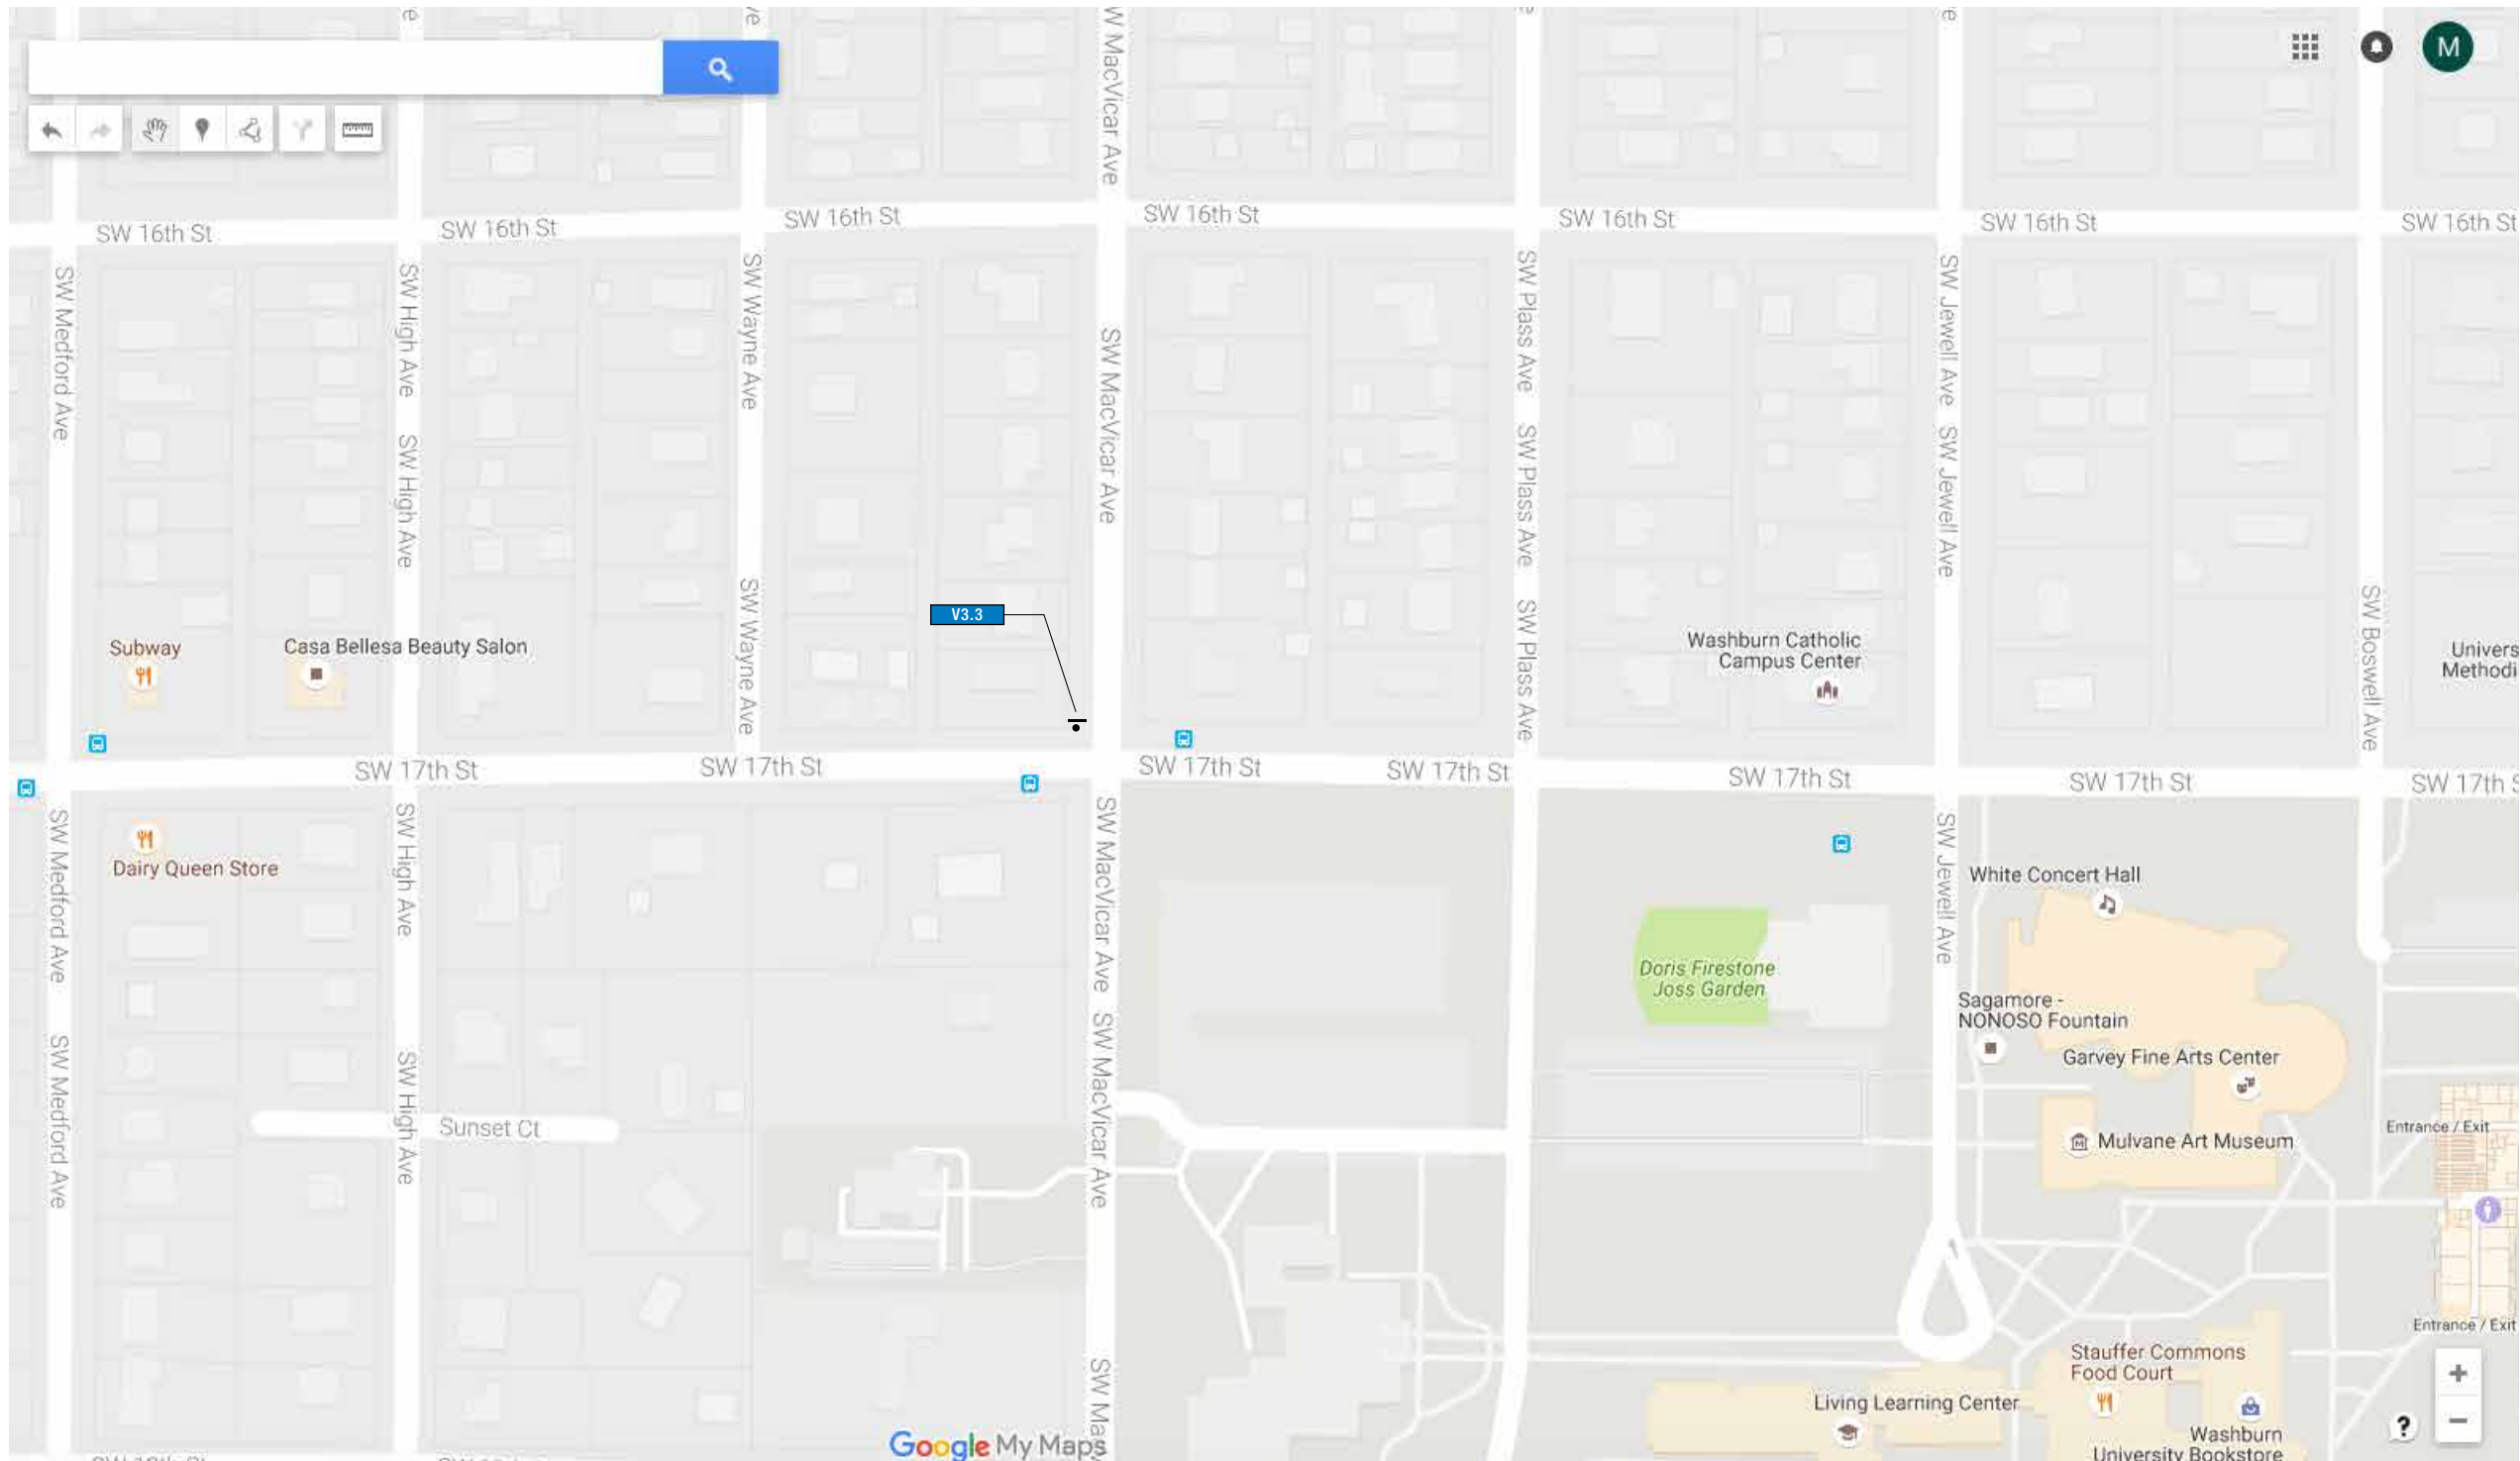 W MacVicar Ave
M
SW 16th St
SW 16th St
SW 16th St
SW 16th St
SW 16th St
SW 16th St
SW 16th St
SW Medford Ave
SW High Ave
SW High Ave
SW Wayne Ave
SW Wayne Ave
SW MacVicar Ave
SW Plass Ave
SW Plass Ave
SW Plass Ave
SW Jewell Ave
SW Jewell Ave
SW Boswell Ave
V3.3
Subway
Casa Bellesa Beauty Salon
Washburn Catholic
Campus Center
Univers
Methodi
SW 17th St
SW 17th St
SW 17th St
SW 17th St
SW 17th St
SW 17th St
SW 17th S
SW Medford Ave
SW Medford Ave
SW High Ave
SW High Ave
SW MacVicar Ave
SW MacVicar Ave
SW Mac
SW Jewell Ave
Dairy Queen Store
White Concert Hall
Doris Firestone
Joss Garden
Sagamore -
NONOSO Fountain
Garvey Fine Arts Center
Sunset Ct
Mulvane Art Museum
Entrance / Exit
Entrance / Exit
Stauffer Commons
Food Court
Living Learning Center
Washburn
University Bookstore
Google My Maps
+
−
?